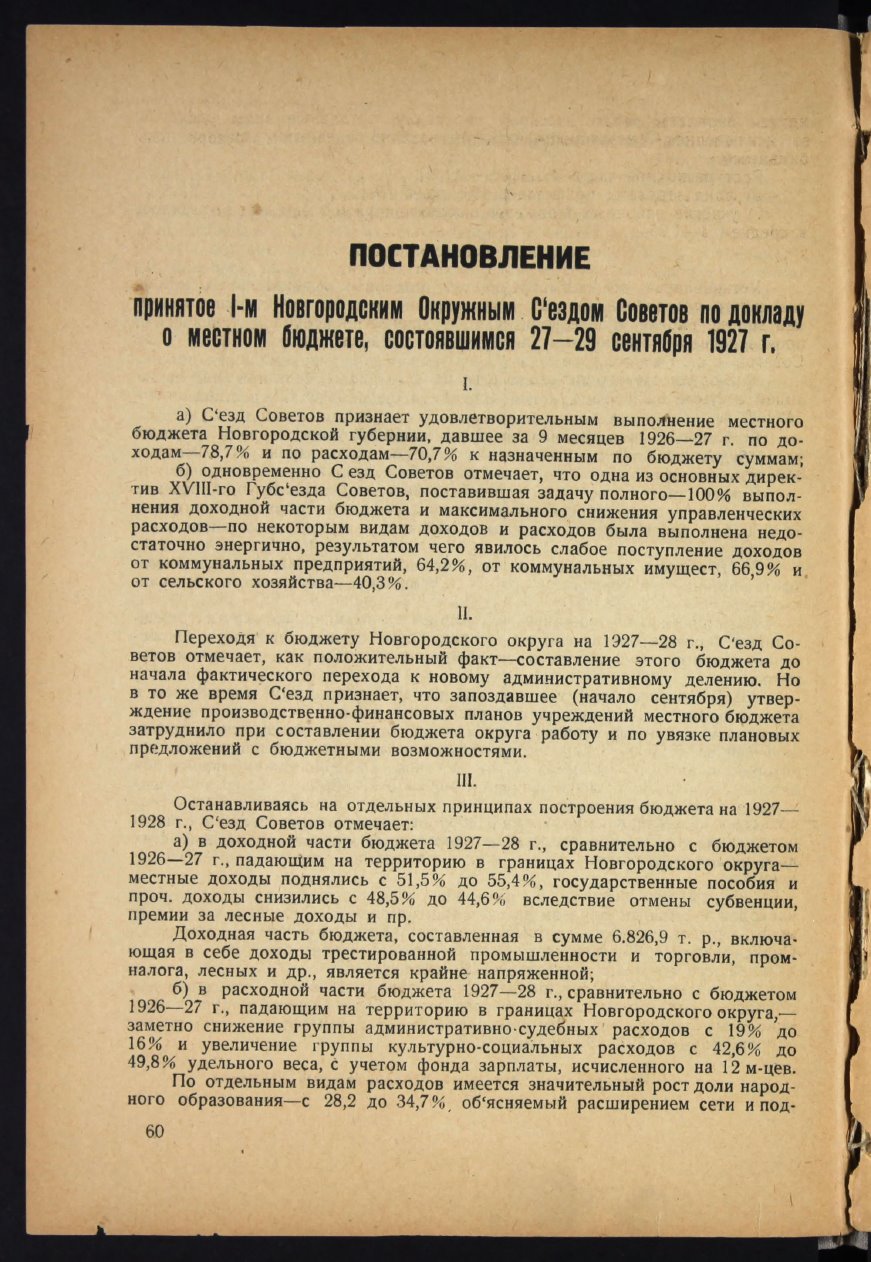 ПОСТАНОВЛЕНИЕ
принятое I-м Новгородским Окружным С‘ездом Советов по докладу
о местном бюджете, состоявшимся 27—29 сентября 1927 г.
I.
а) С‘езд Советов признает удовлетворительным выполнение местного
бюджета Новгородской губернии, давшее за 9 месяцев 1926—27 г. по до-
ходам—78,7% и по расходам—70,7% к назначенным по бюджету суммам;
б) одновременно С езд Советов отмечает, что одна из основных дирек-
тив XVIII-го Губс‘езда Советов, поставившая задачу полного—100% выпол-
нения доходной части бюджета и максимального снижения управленческих
расходов—по некоторым видам доходов и расходов была выполнена недо-
статочно энергично, результатом чего явилось слабое поступление доходов
от коммунальных предприятий, 64,2%, от коммунальных имущест, 66,9% и
от сельского хозяйства—40,3%.
II.
Переходя к бюджету Новгородского округа на 1927—28 г., С‘езд Со-
ветов отмечает, как положительный факт—составление этого бюджета до
начала фактического перехода к новому административному делению. Но
в то же время С‘езд признает, что запоздавшее (начало сентября) утвер-
ждение производственно-финансовых планов учреждений местного бюджета
затруднило при составлении бюджета округа работу и по увязке плановых
предложений с бюджетными возможностями.
III.
Останавливаясь на отдельных принципах построения бюджета на 1927—
1928 г., С‘езд Советов отмечает:
а) в доходной части бюджета 1927—28 г., сравнительно с бюджетом
1926—27 г., падающим на территорию в границах Новгородского округа—
местные доходы поднялись с 51,5% до 55,4%, государственные пособия и
проч. доходы снизились с 48,5% до 44,6% вследствие отмены субвенции,
премии за лесные доходы и пр.
Доходная часть бюджета, составленная в сумме 6.826,9 т. р., включа-
ющая в себе доходы трестированной промышленности и торговли, пром-
налога, лесных и др., является крайне напряженной;
б) в расходной части бюджета 1927—28 г., сравнительно с бюджетом
1926—27 г., падающим на территорию в границах Новгородского округа,—
заметно снижение группы административно-судебных расходов с 19% до
16% и увеличение группы культурно-социальных расходов с 42,6% до
49,8% удельного веса, с учетом фонда зарплаты, исчисленного на 12 м-цев.
По отдельным видам расходов имеется значительный рост доли народ-
ного образования—с 28,2 до 34,7%, об‘ясняемый расширением сети и под-
60